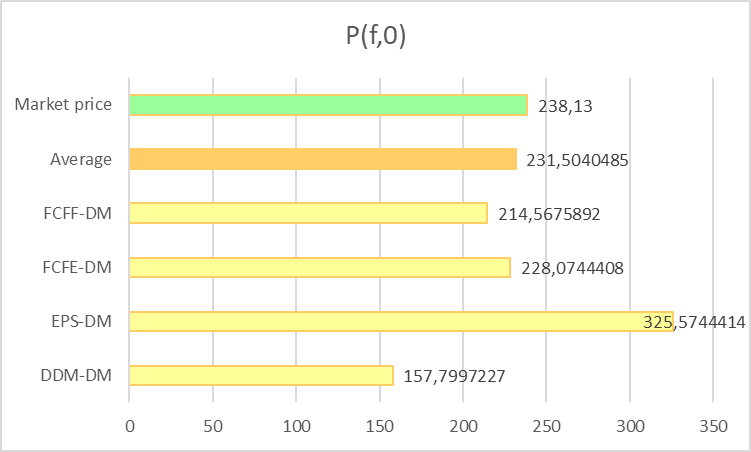 P(f,0)
Market price 238,13
Average 231,5040485
FCFF-DM 214,5675892
FCFE-DM 228,0744408
EPS-DM 325,5744414
DDM-DM 157,7997227
0 50 100 150 200 250 300 350